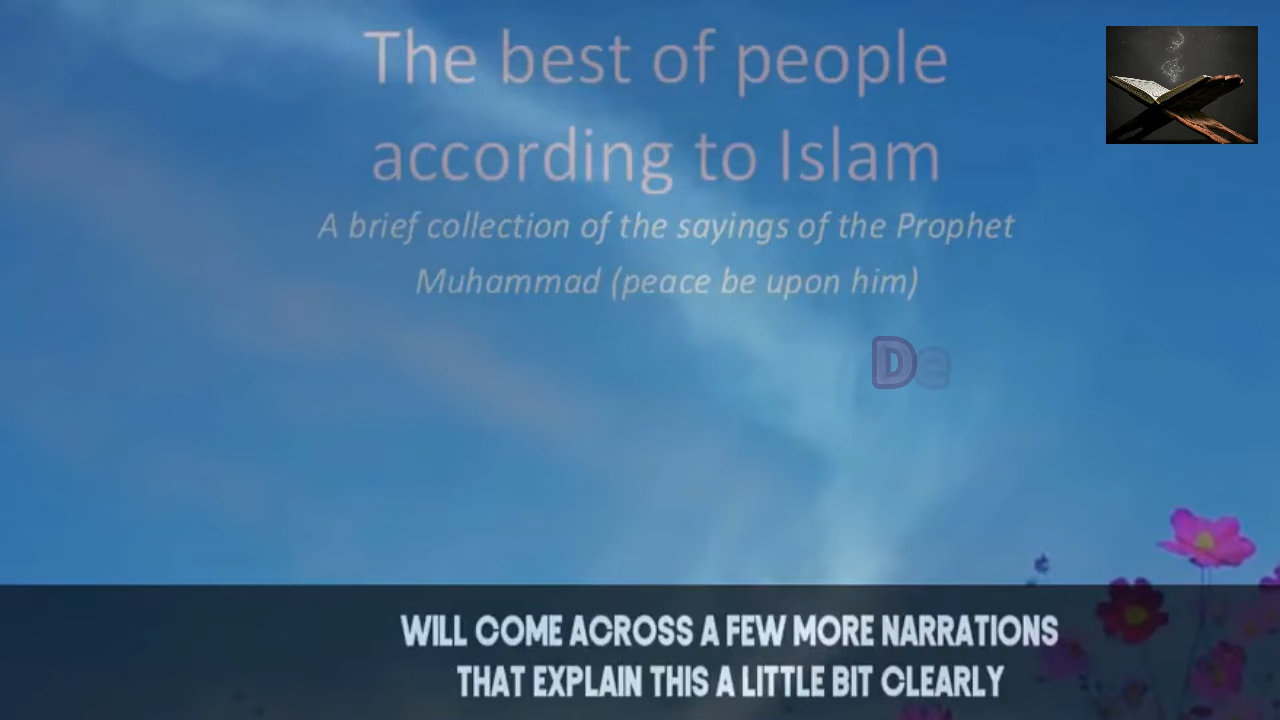 The best of people
according to Islam
A brief collection of the sayings of the Prophet
Muhammad (peace be upon him)
De
WILL COME ACROSS A FEW MORE NARRATIONS
THAT EXPLAIN THIS A LITTLE BIT CLEARLY